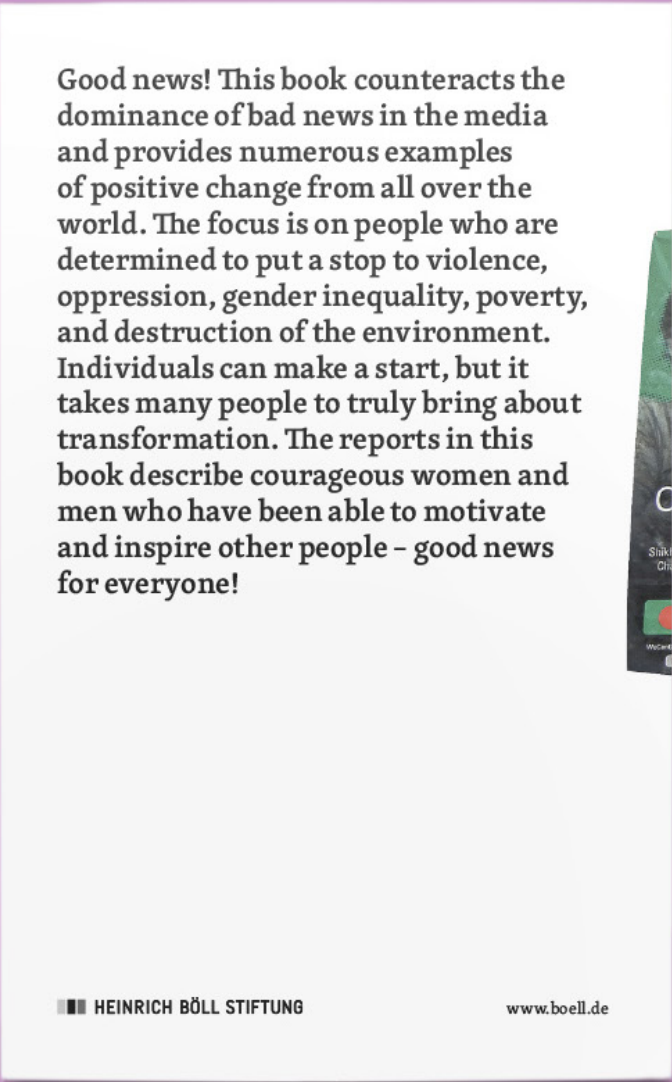 Good news! This book counteracts the
dominance of bad news in the media
and provides numerous examples
of positive change from all over the
world. The focus is on people who are
determined to put a stop to violence,
oppression, gender inequality, poverty,
and destruction of the environment.
Individuals can make a start, but it
takes many people to truly bring about
transformation. The reports in this
book describe courageous women and
men who have been able to motivate
and inspire other people – good news
for everyone!
HEINRICH BÖLL STIFTUNG
www.boell.de